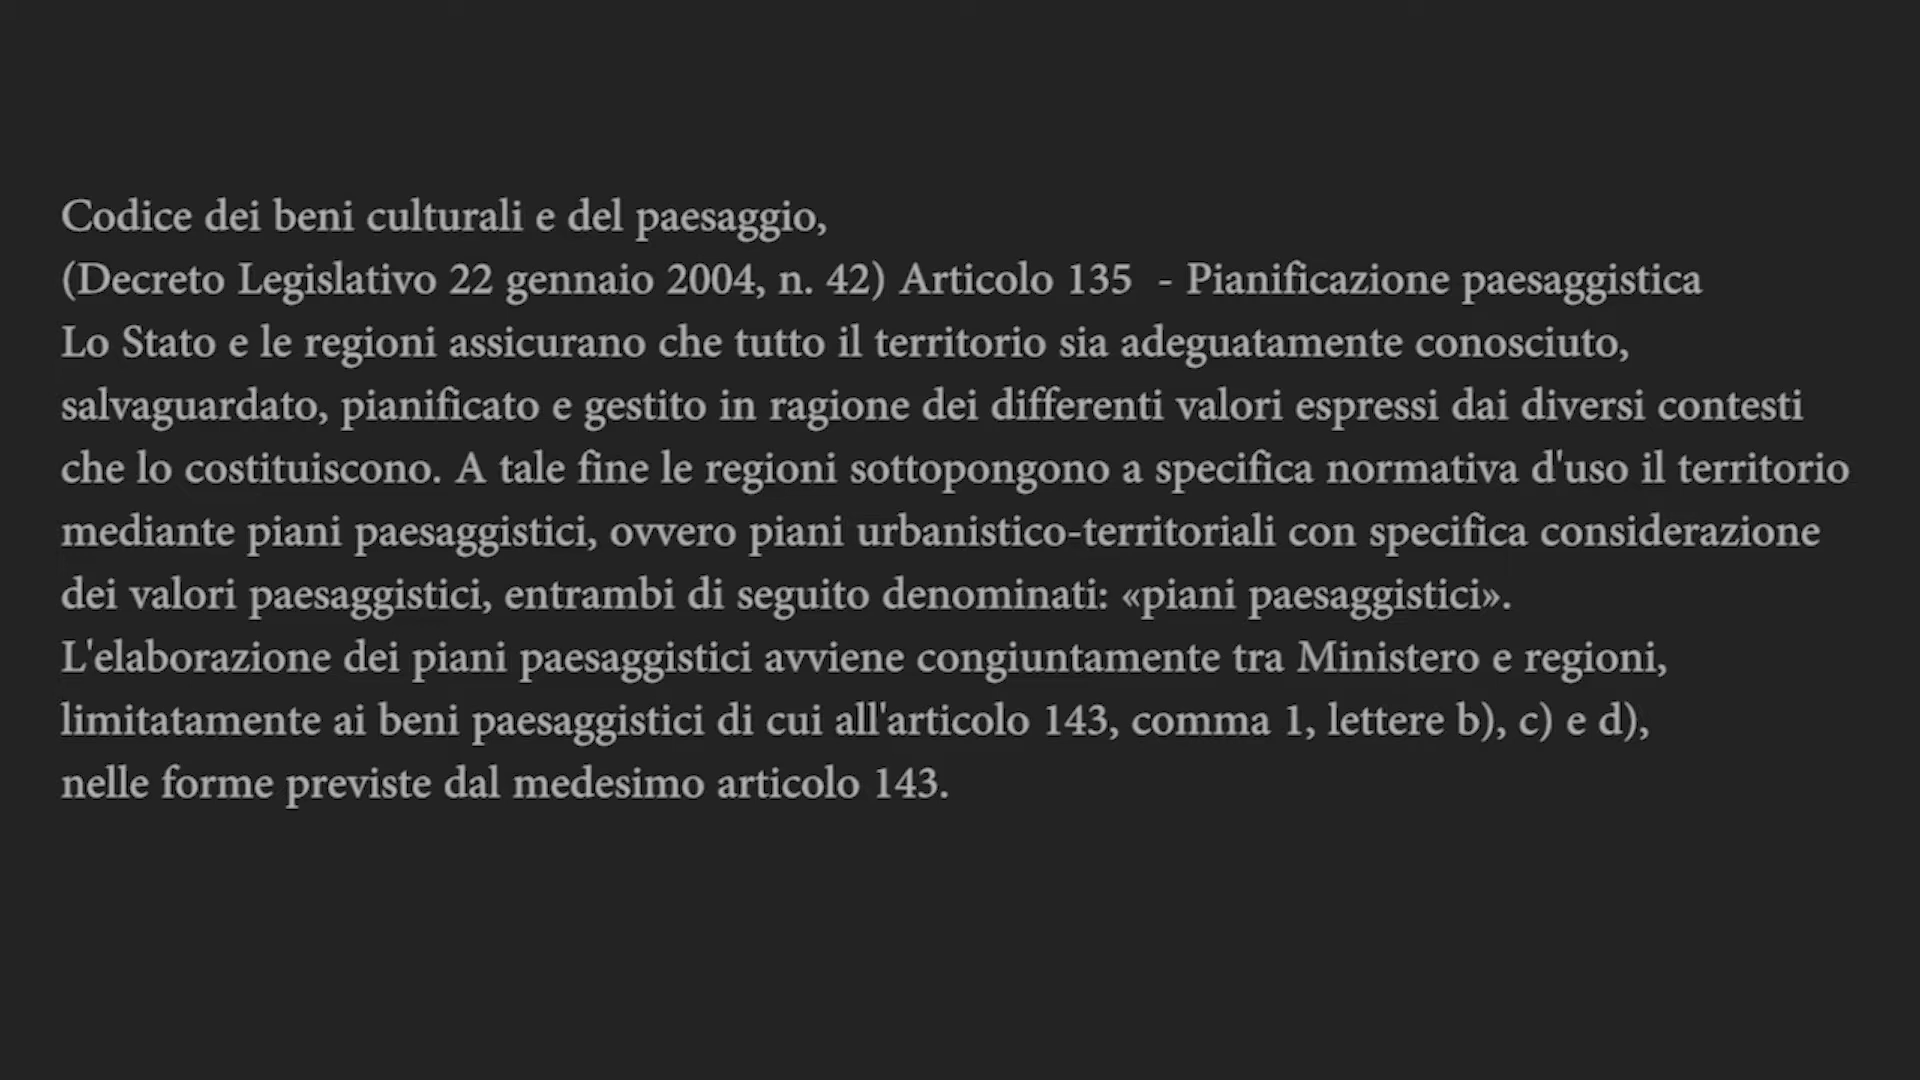 Codice dei beni culturali e del paesaggio,
(Decreto Legislativo 22 gennaio 2004, n. 42) Articolo 135  - Pianificazione paesaggistica
Lo Stato e le regioni assicurano che tutto il territorio sia adeguatamente conosciuto,
salvaguardato, pianificato e gestito in ragione dei differenti valori espressi dai diversi contesti
che lo costituiscono. A tale fine le regioni sottopongono a specifica normativa d'uso il territorio
mediante piani paesaggistici, ovvero piani urbanistico-territoriali con specifica considerazione
dei valori paesaggistici, entrambi di seguito denominati: «piani paesaggistici».
L'elaborazione dei piani paesaggistici avviene congiuntamente tra Ministero e regioni,
limitatamente ai beni paesaggistici di cui all'articolo 143, comma 1, lettere b), c) e d),
nelle forme previste dal medesimo articolo 143.